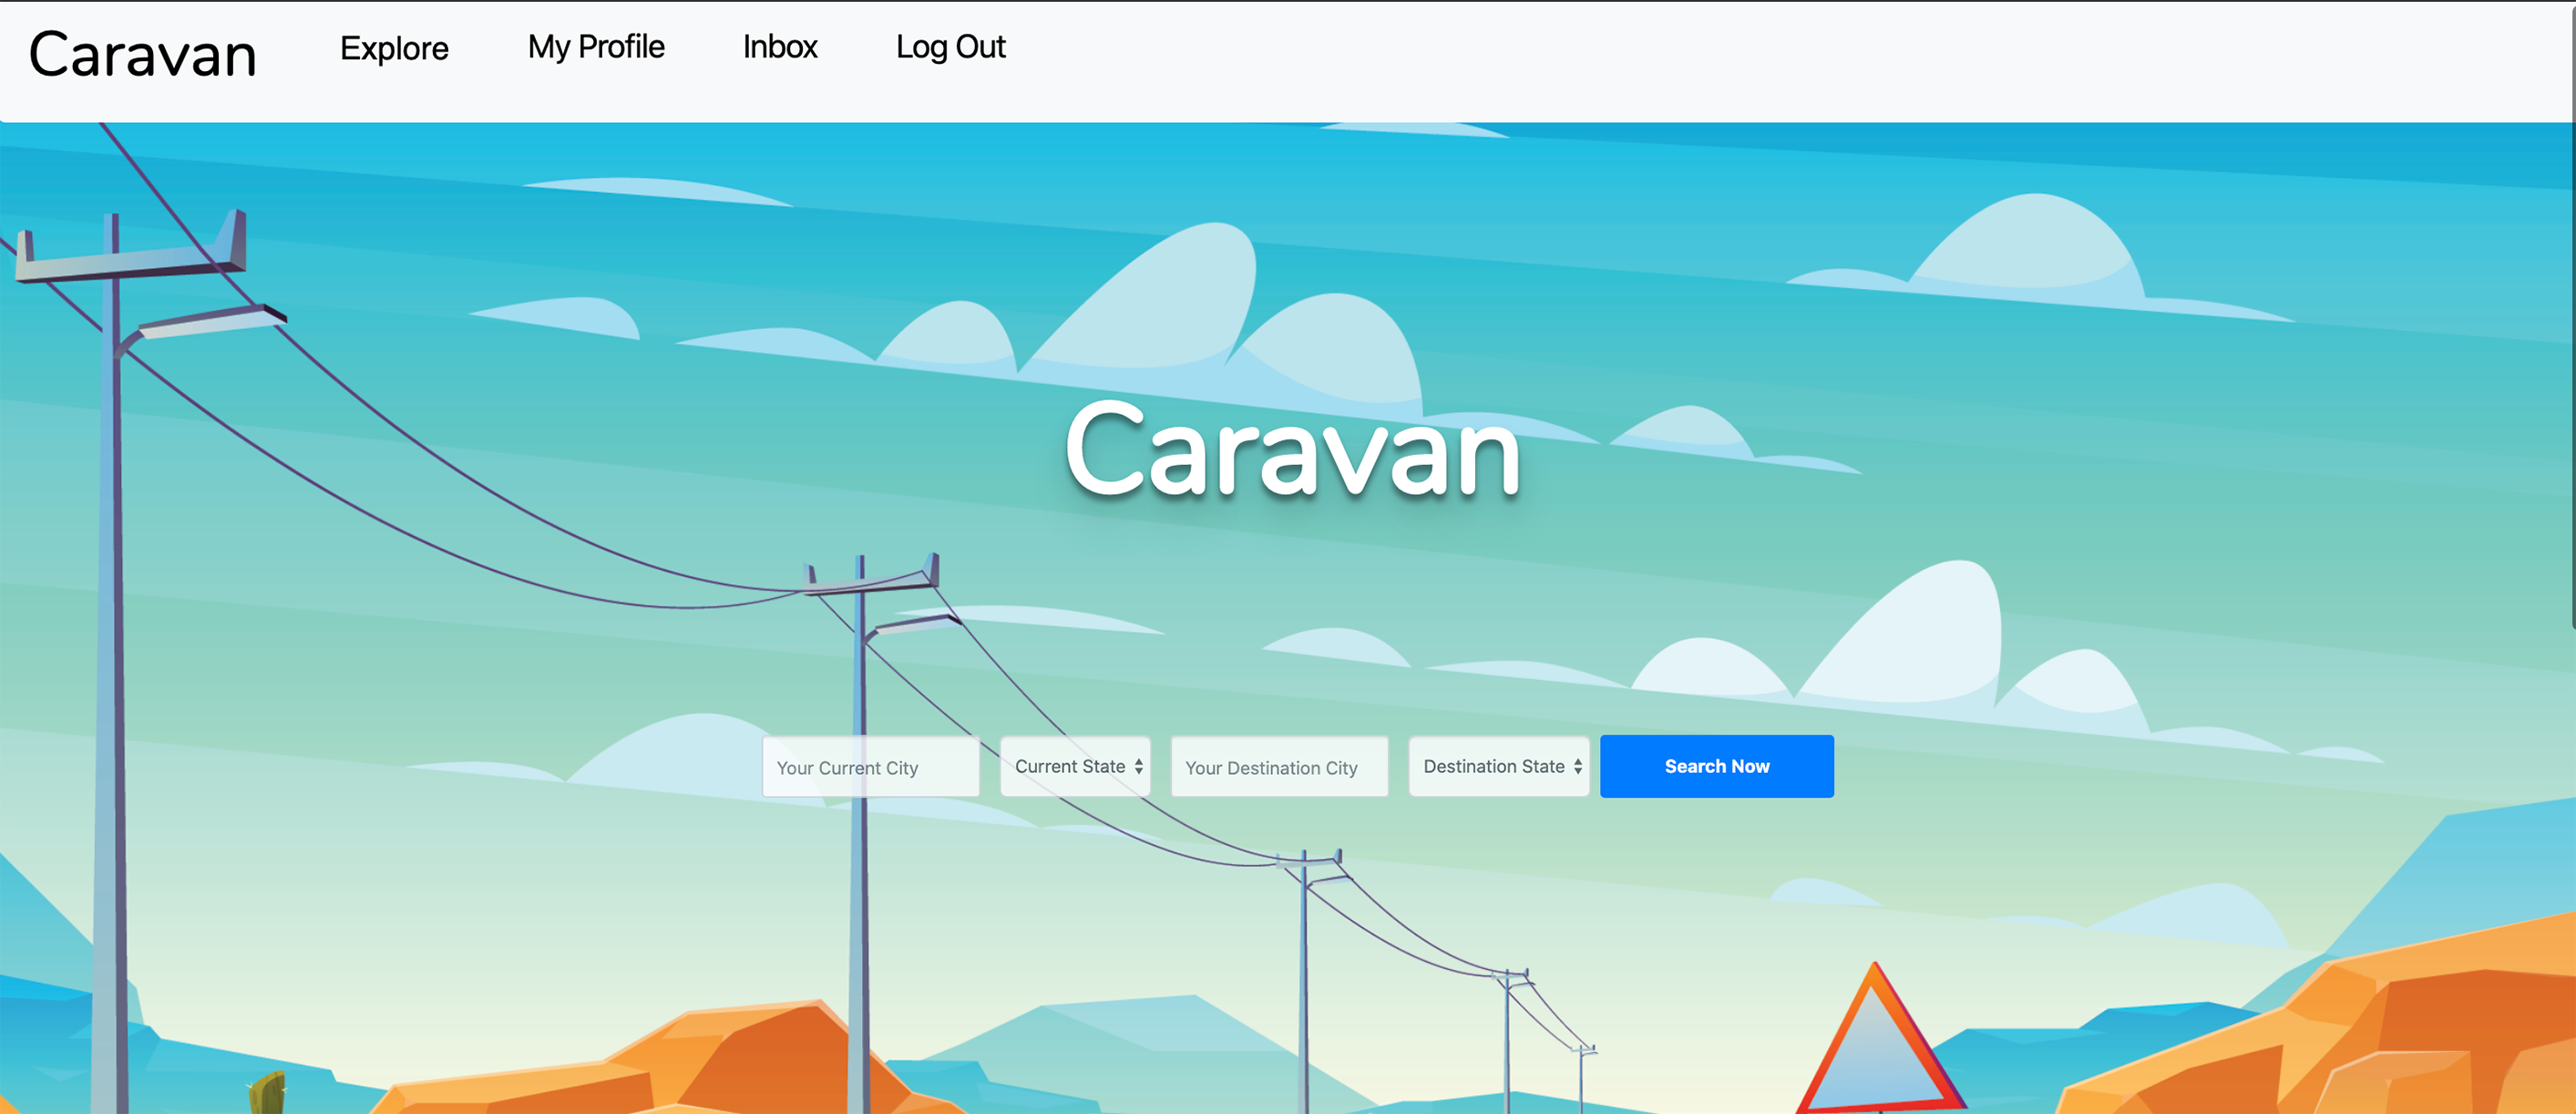 Caravan Explore My Profile Inbox Log Out
Caravan
Your Current City Current State Your Destination City Destination State Search Now